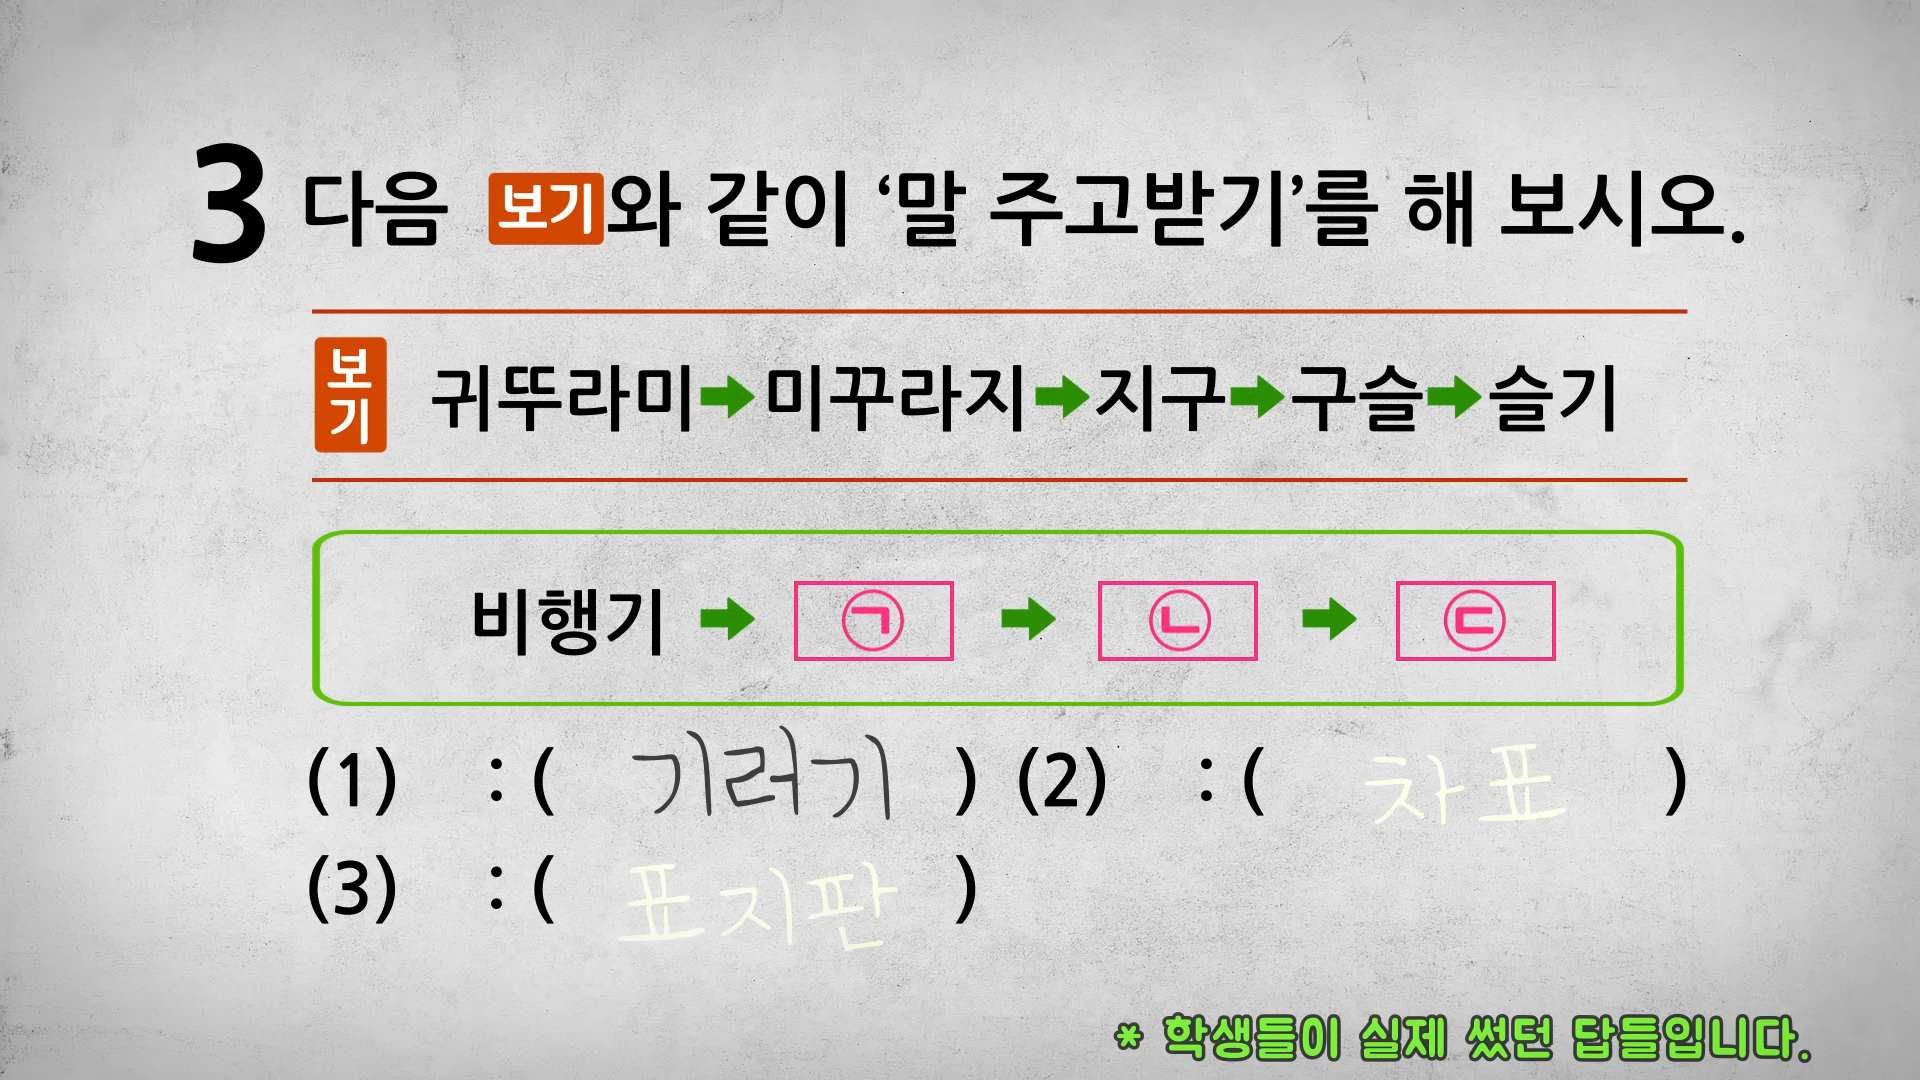 3 다음 보기와 같이 ‘말 주고받기’를 해 보시오.
보기 귀뚜라미➡미꾸라지➡지구➡구슬➡슬기
비행기 ➡ ㉠ ➡ ㉡ ➡ ㉢
(1) : ( 기러기 ) (2) : ( 차표 )
(3) : ( 표지판 )
* 학생들이 실제 썼던 답들입니다.